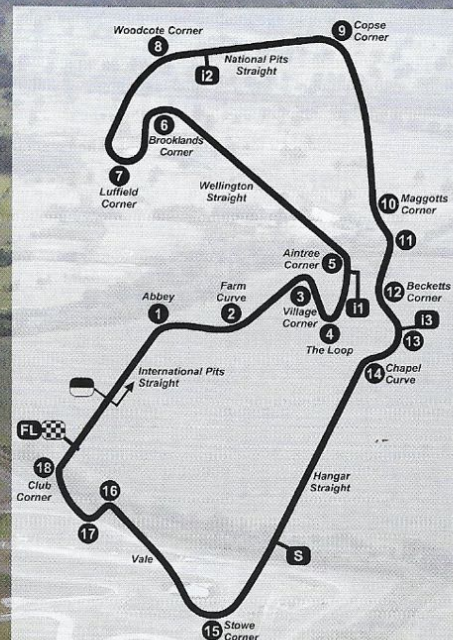 Woodcote Corner
8
9
Copse
Corner
National Pits
Straight
i2
6
Brooklands
Corner
7
Luffield
Corner
Wellington
Straight
10
Maggotts
Corner
11
Aintree
Corner
5
12
Becketts
Corner
i1
i3
13
Farm
Curve
3
Village
Corner
4
The Loop
Abbey
1
2
14
Chapel
Curve
International Pits
Straight
FL
18
Club
Corner
16
17
Hangar
Straight
S
Vale
15
Stowe
Corner